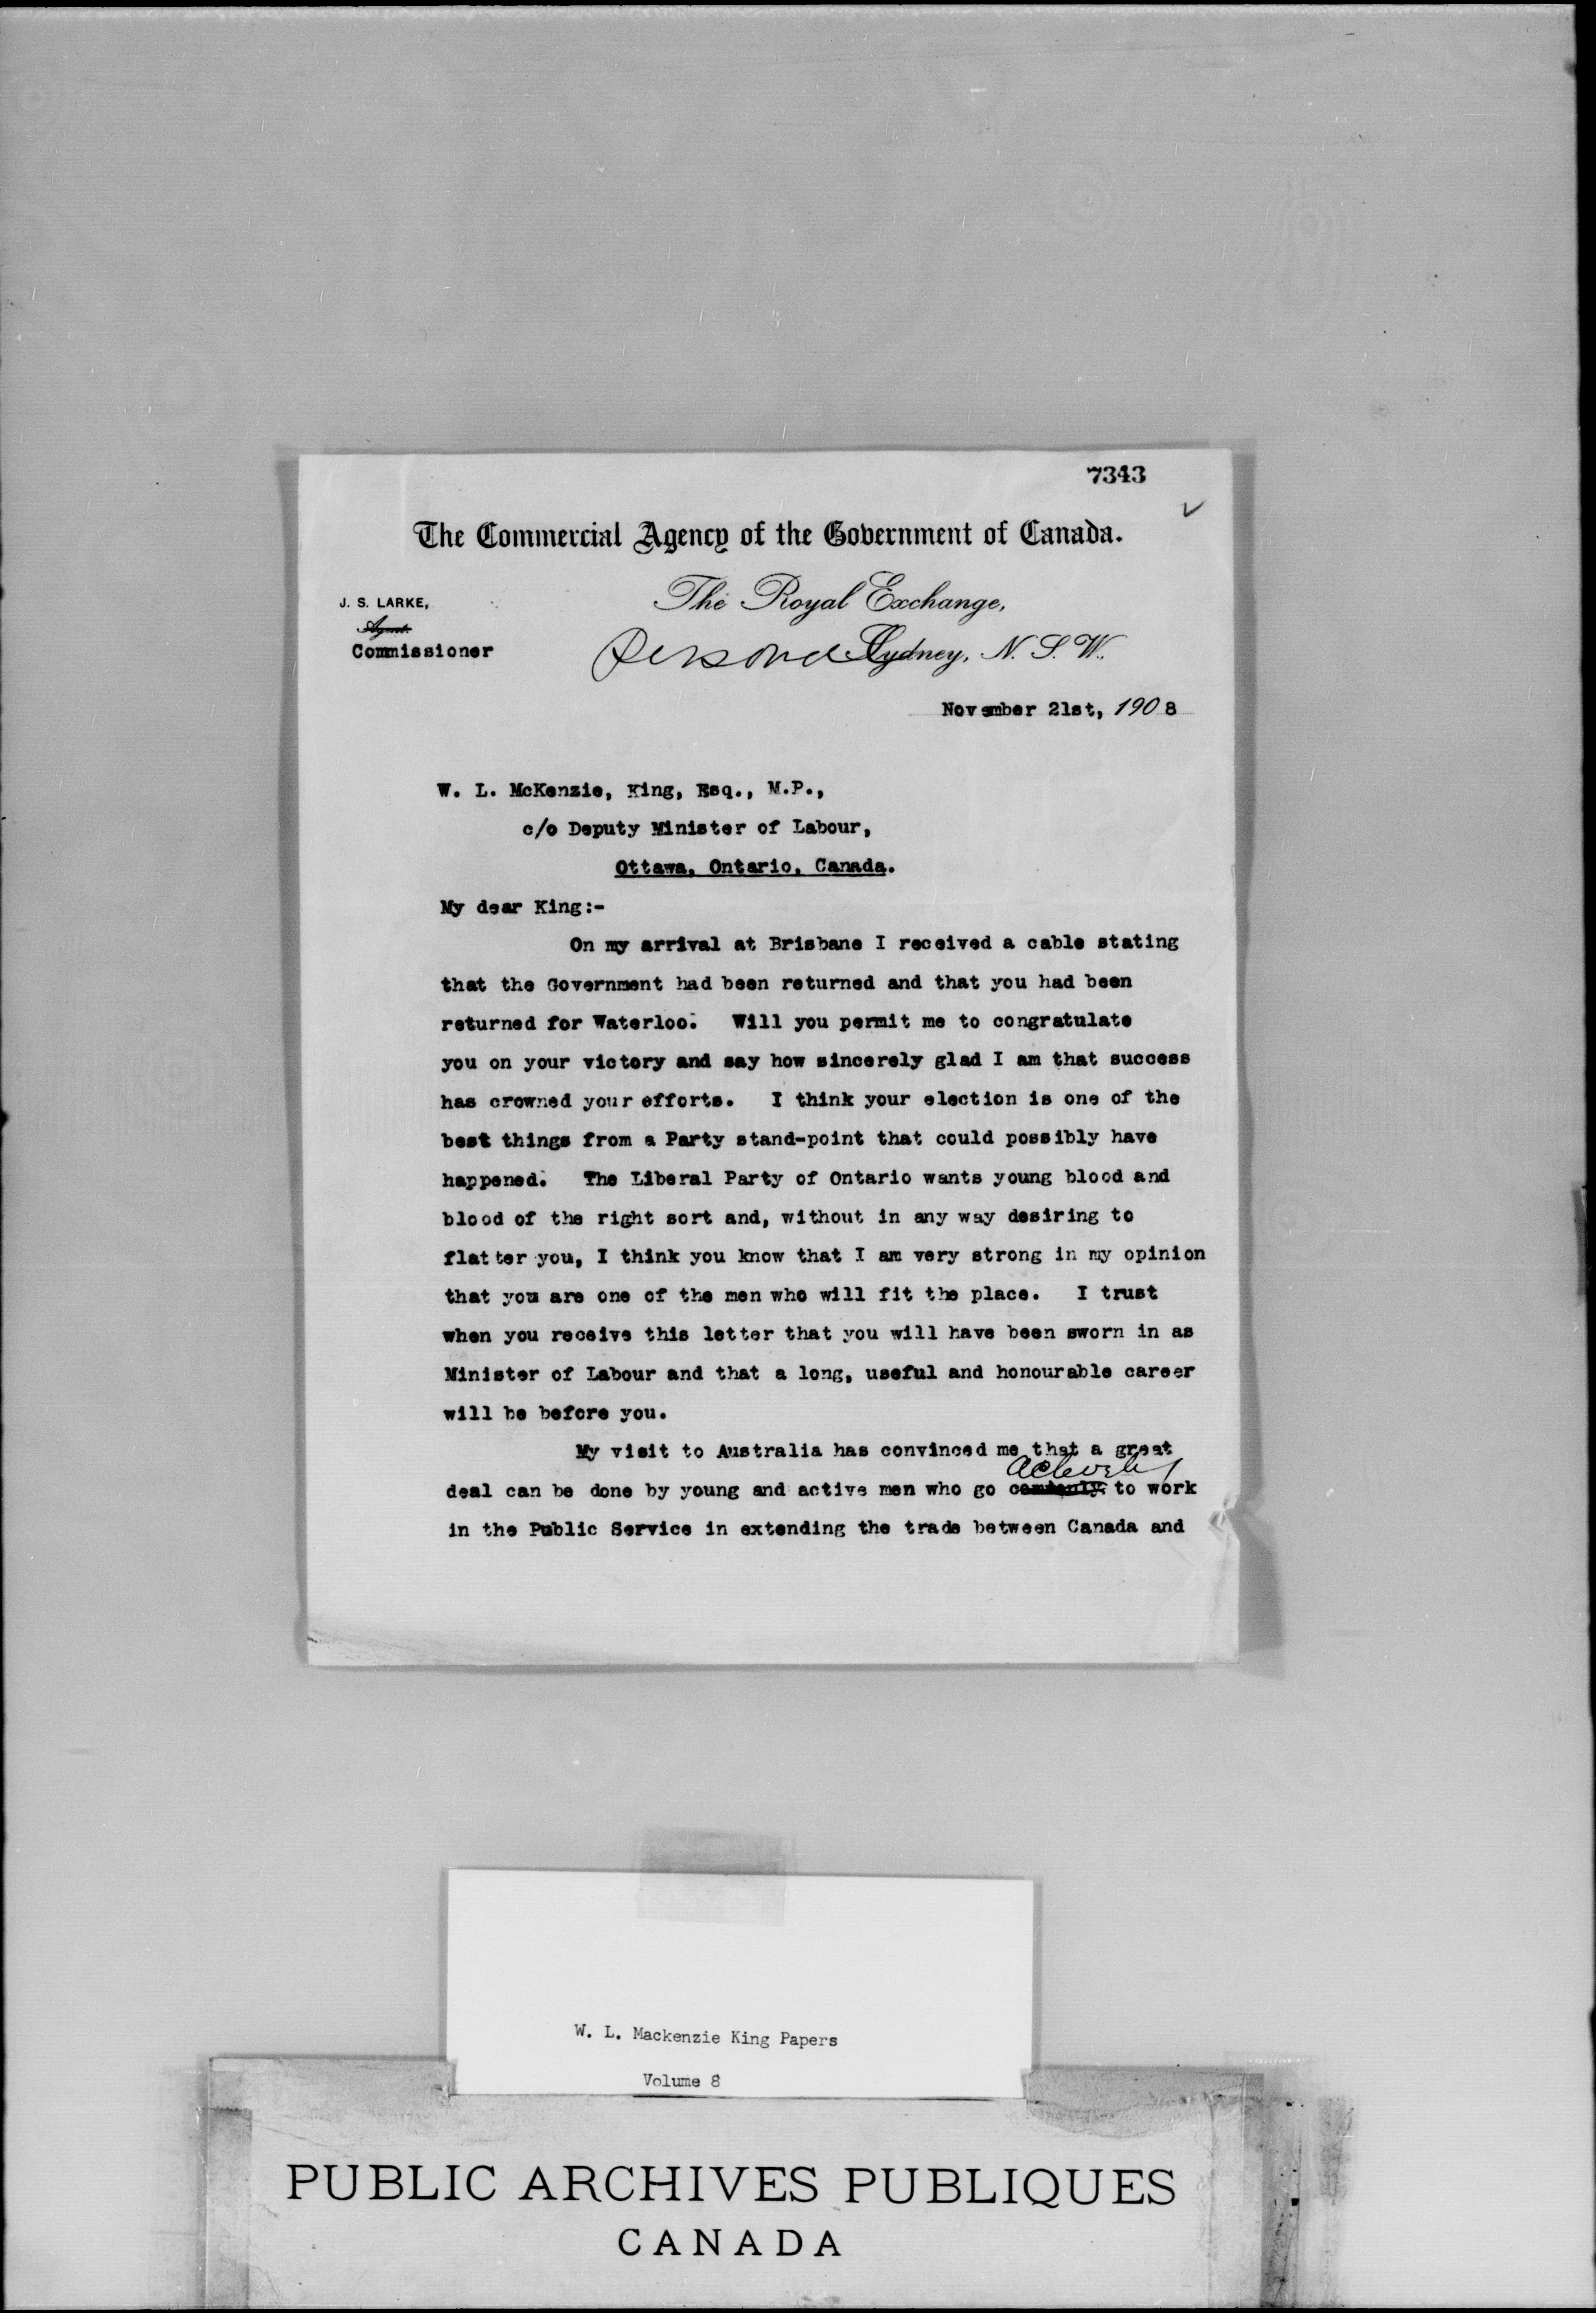 7343
The Commercial Agency of the Government of Canada.
J. S. LARKE,
Agent.
Commissioner
The Royal Exchange,
Personal
Sydney, N. S. W.
November 21st, 1908
W. L. McKenzie, King, Esq., M.P.,
c/o Deputy Minister of Labour,
Ottawa, Ontario, Canada.
My dear King:-
On my arrival at Brisbane I received a cable stating
that the Government had been returned and that you had been
returned for Waterloo. Will you permit me to congratulate
you on your victory and say how sincerely glad I am that success
has crowned your efforts. I think your election is one of the
best things from a Party stand-point that could possibly have
happened. The Liberal Party of Ontario wants young blood and
blood of the right sort and, without in any way desiring to
flatter you, I think you know that I am very strong in my opinion
that you are one of the men who will fit the place. I trust
when you receive this letter that you will have been sworn in as
Minister of Labour and that a long, useful and honourable career
will be before you.
My visit to Australia has convinced me that a great
actively
deal can be done by young and active men who go to work
in the Public Service in extending the trade between Canada and
W. L. Mackenzie King Papers
Volume 8
PUBLIC ARCHIVES PUBLIQUES
CANADA